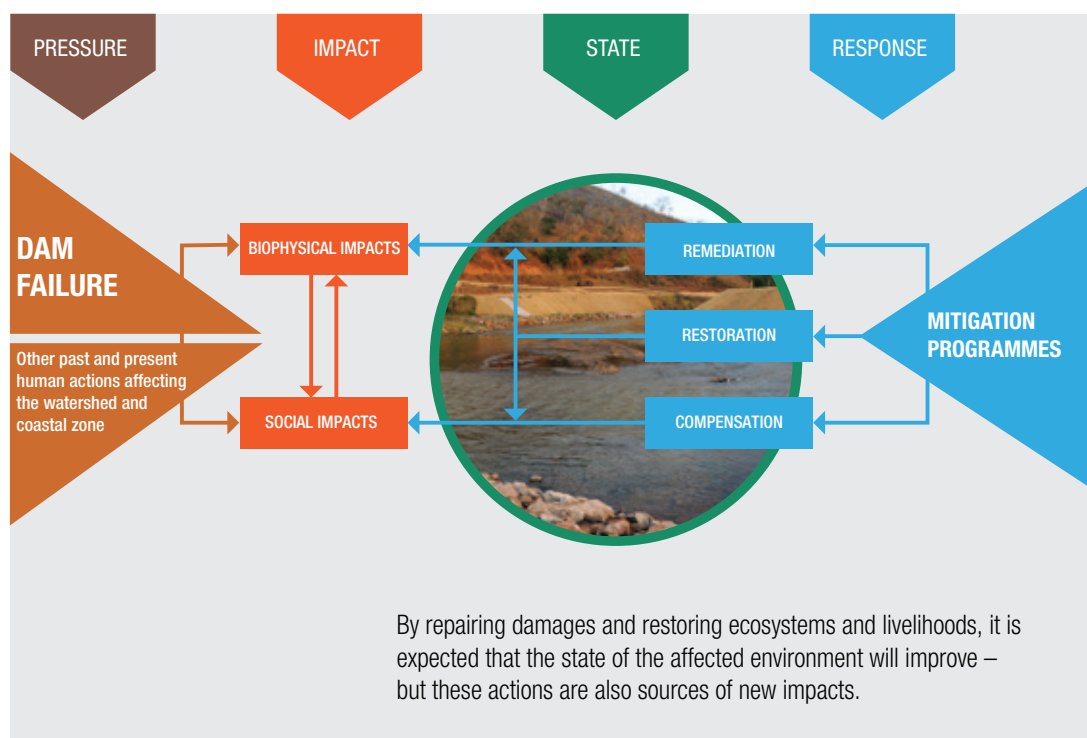 PRESSURE
IMPACT
STATE
RESPONSE
DAM
FAILURE
Other past and present
human actions affecting
the watershed and
coastal zone
BIOPHYSICAL IMPACTS
SOCIAL IMPACTS
REMEDIATION
RESTORATION
COMPENSATION
MITIGATION
PROGRAMMES
By repairing damages and restoring ecosystems and livelihoods, it is
expected that the state of the affected environment will improve –
but these actions are also sources of new impacts.